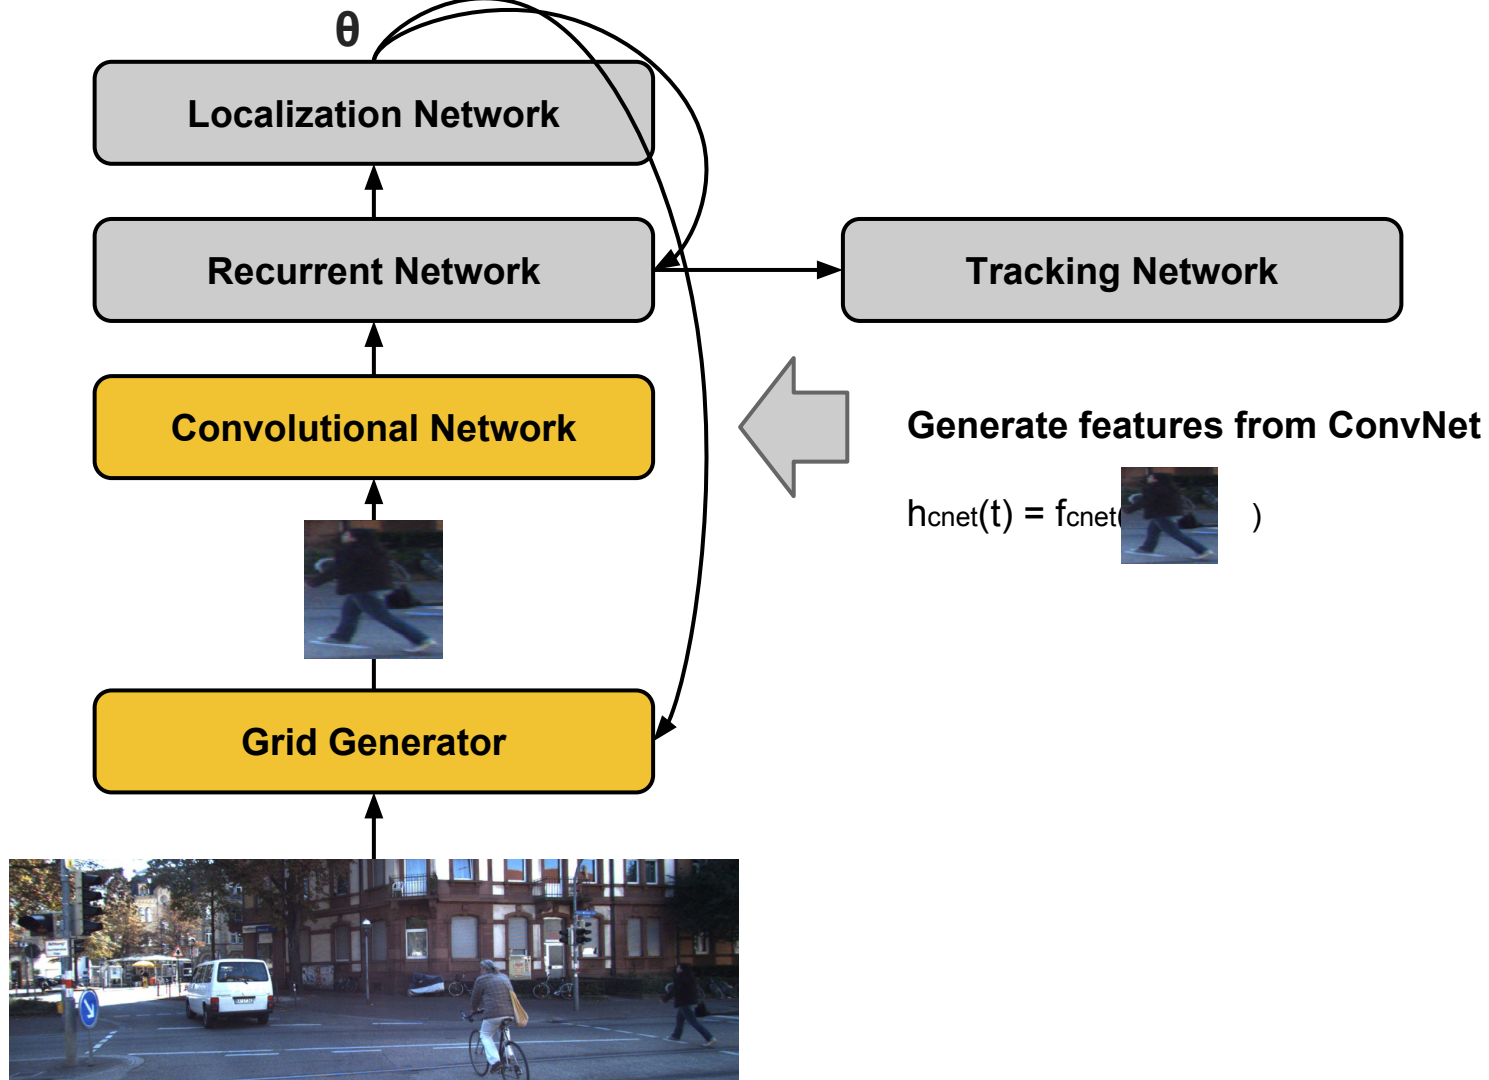 θ
Localization Network
Recurrent Network
Tracking Network
Convolutional Network
Generate features from ConvNet
hcnet(t) = fcnet( )
Grid Generator